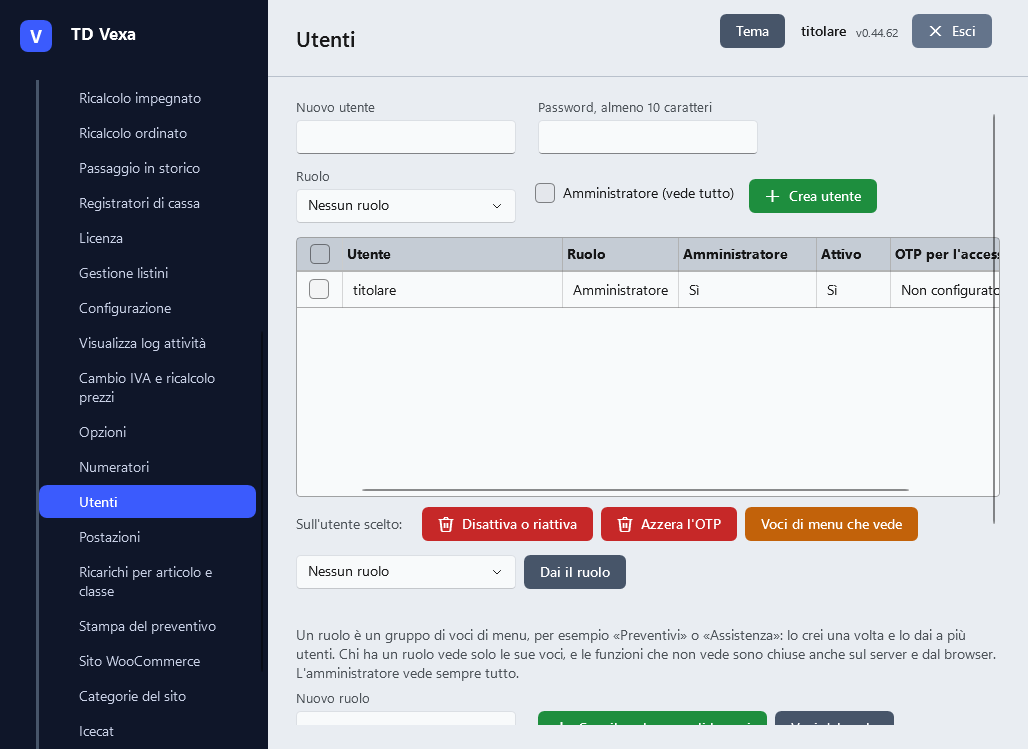 V TD Vexa
Ricalcolo impegnato
Ricalcolo ordinato
Passaggio in storico
Registratori di cassa
Licenza
Gestione listini
Configurazione
Visualizza log attività
Cambio IVA e ricalcolo
prezzi
Opzioni
Numeratori
Utenti
Postazioni
Ricarichi per articolo e
classe
Stampa del preventivo
Sito WooCommerce
Categorie del sito
Icecat
Utenti
Tema titolare v0.44.62 Esci
Nuovo utente Password, almeno 10 caratteri
Ruolo
Nessun ruolo Amministratore (vede tutto) Crea utente
Utente Ruolo Amministratore Attivo OTP per l'acces
titolare Amministratore Sì Sì Non configurato
Sull'utente scelto: Disattiva o riattiva Azzera l'OTP Voci di menu che vede
Nessun ruolo Dai il ruolo
Un ruolo è un gruppo di voci di menu, per esempio «Preventivi» o «Assistenza»: lo crei una volta e lo dai a più
utenti. Chi ha un ruolo vede solo le sue voci, e le funzioni che non vede sono chiuse anche sul server e dal browser.
L'amministratore vede sempre tutto.
Nuovo ruolo